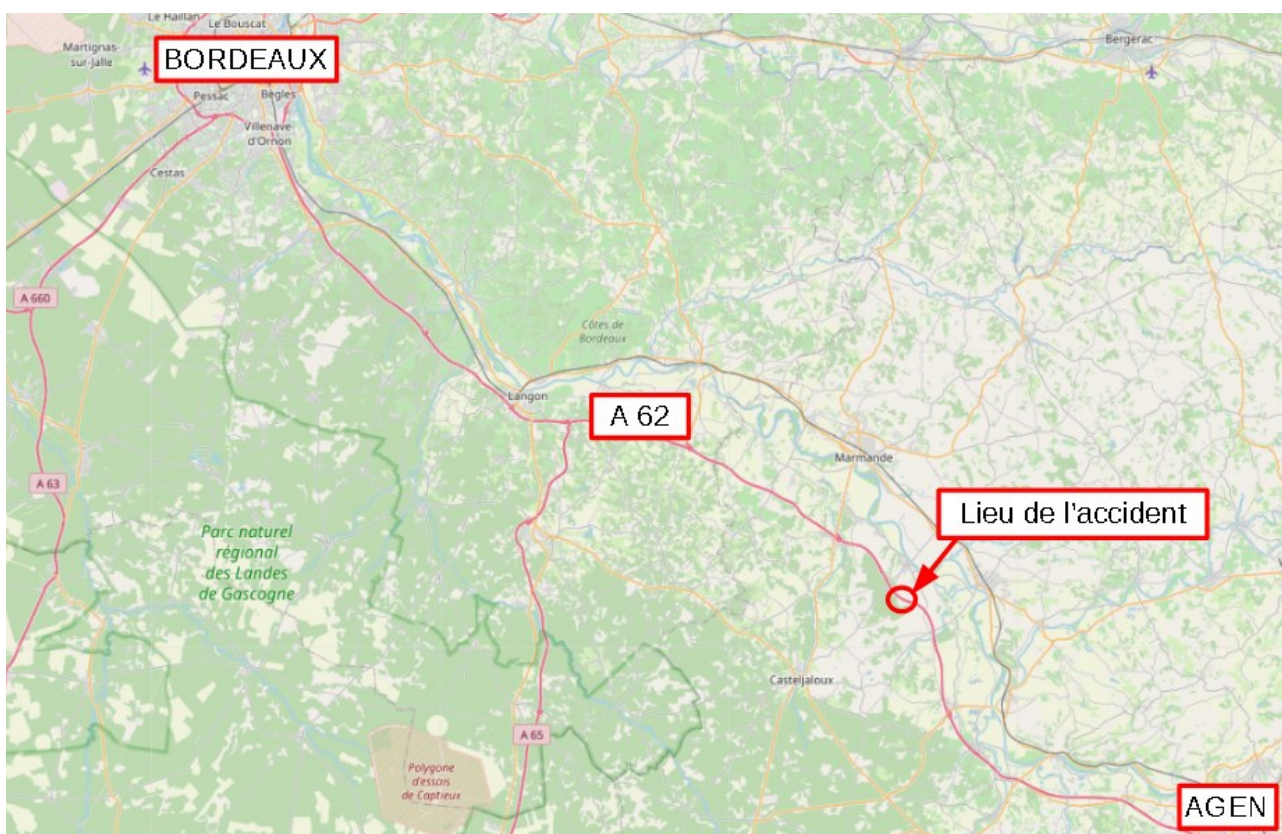 Le Haillan
Le Bouscat
Martignas-
sur-Jalle
BORDEAUX
Bergerac
Pessac
Bègles
Villenave-
d'Ornon
Cestas
A 660
Côtes de
Bordeaux
Langon
A 62
Marmande
A 63
Lieu de l'accident
Parc naturel
régional
des Landes
de Gascogne
Casteljaloux
A 65
Polygone
d'essais
de Captieux
AGEN